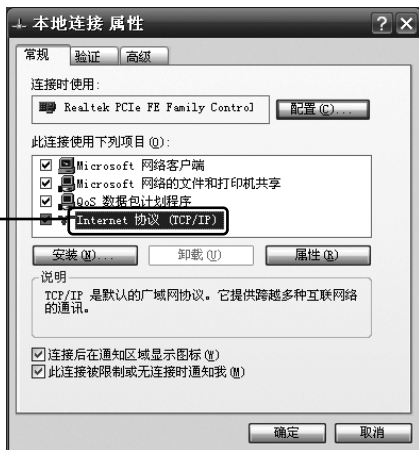 本地连接 属性
常规 验证 高级
连接时使用:
Realtek PCIe FE Family Control 配置(C)...
此连接使用下列项目(O):
Microsoft 网络客户端
Microsoft 网络的文件和打印机共享
QoS 数据包计划程序
Internet 协议 (TCP/IP)
安装(N)... 卸载(U) 属性(R)
说明
TCP/IP 是默认的广域网协议。它提供跨越多种互联网络
的通讯。
连接后在通知区域显示图标(W)
此连接被限制或无连接时通知我(M)
确定 取消